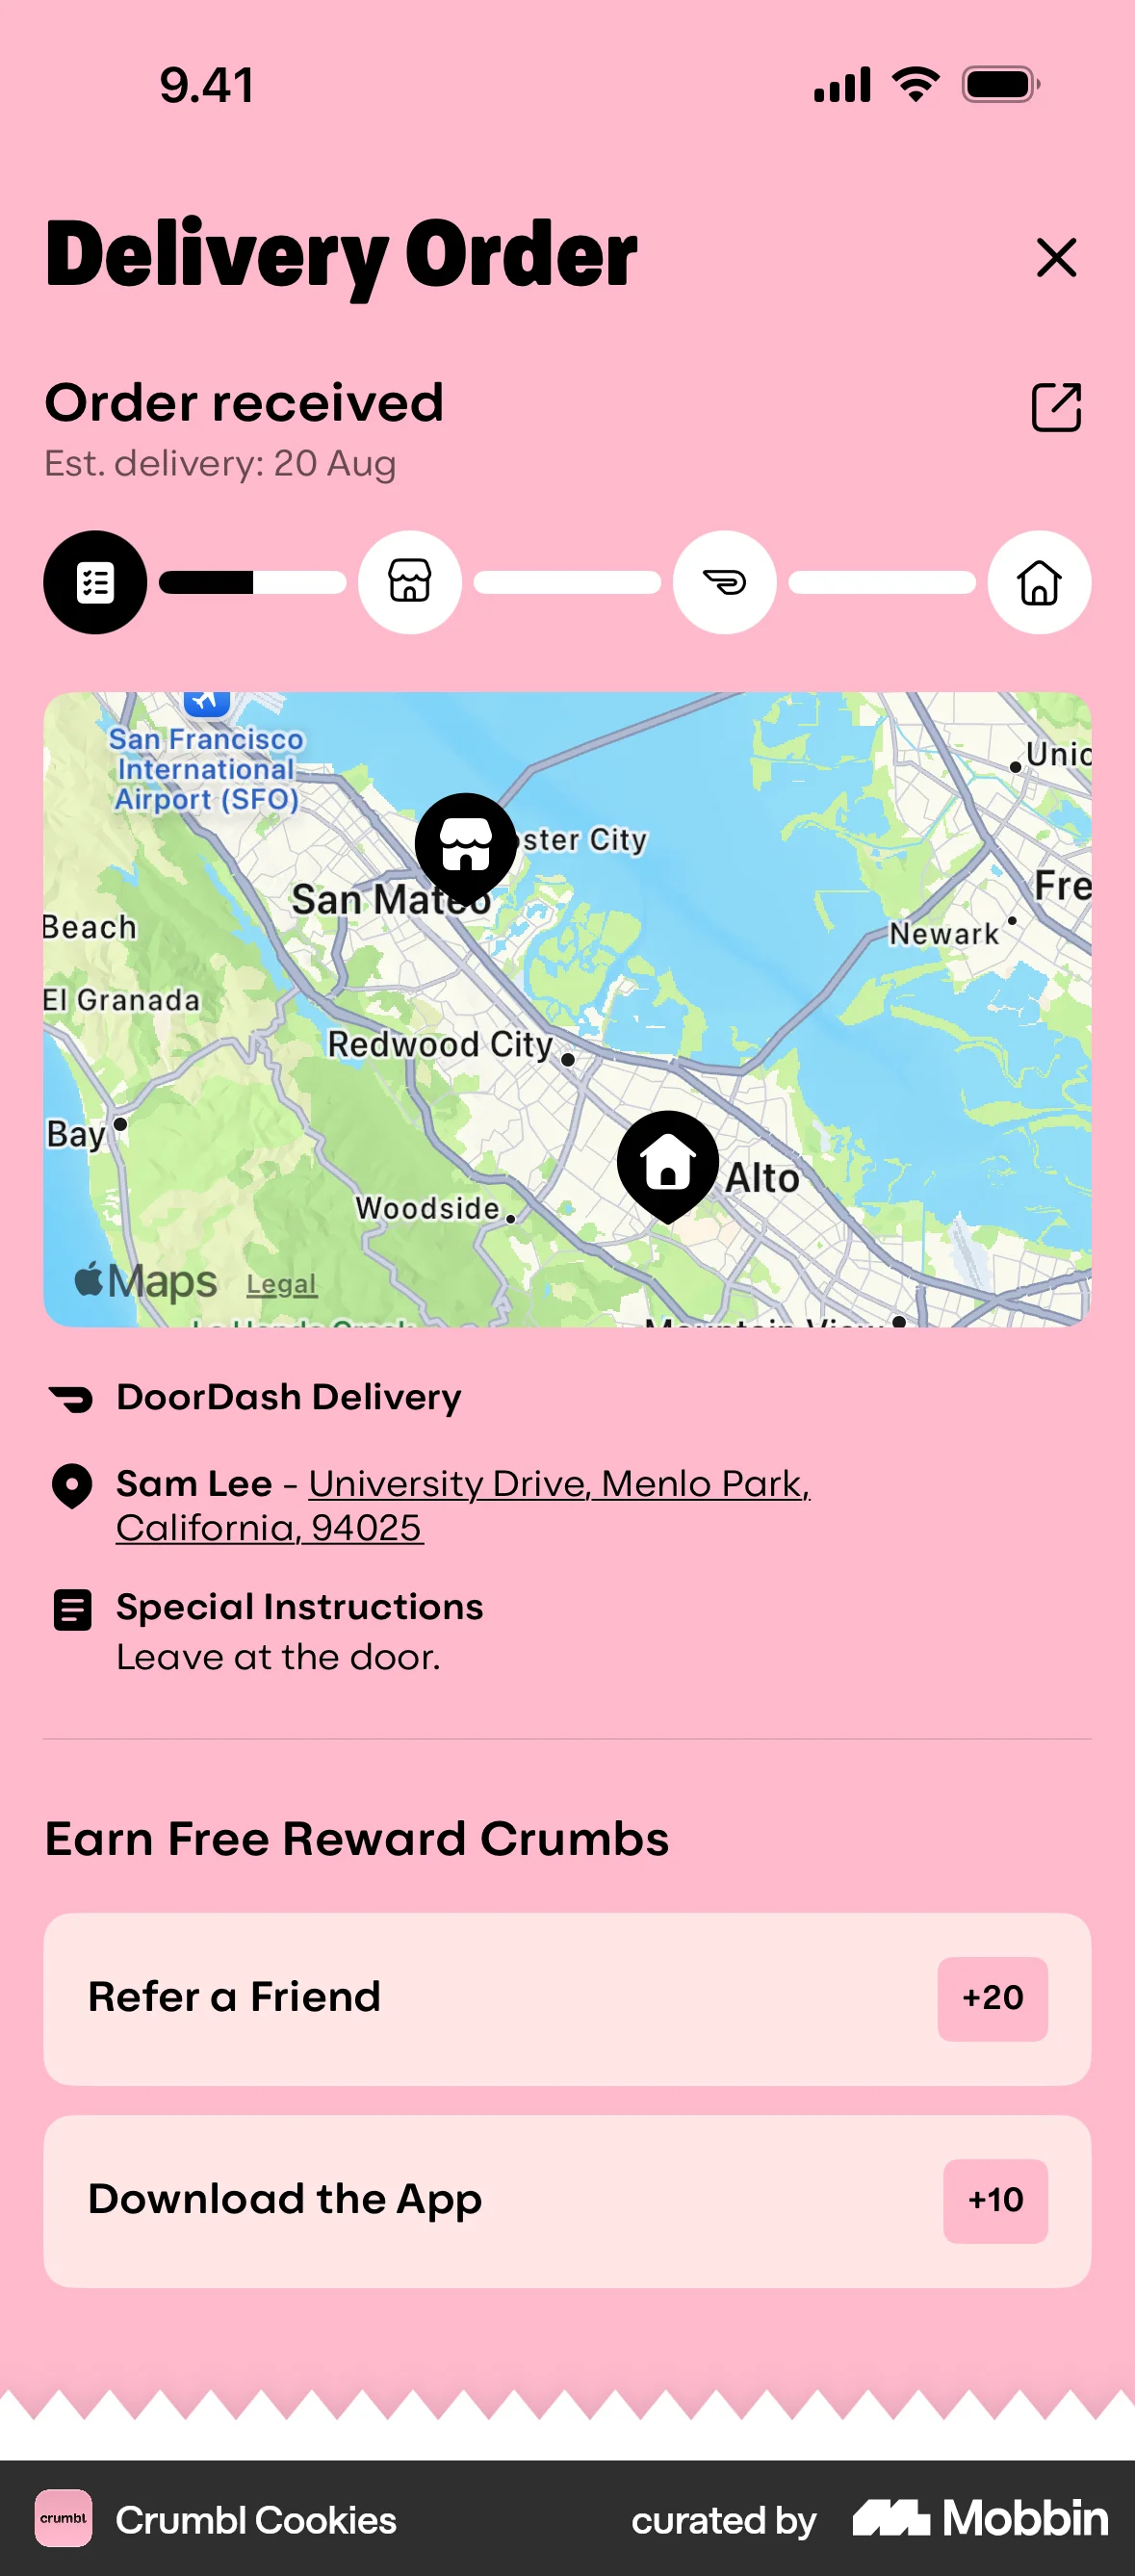 9.41
Delivery Order
Order received
Est. delivery: 20 Aug
San Francisco
International
Airport (SFO)
Unic
ster City
San Mateo
Fre
Beach
Newark
El Granada
Redwood City
Bay
Alto
Woodside
Maps Legal
Mountain View
DoorDash Delivery
Sam Lee - University Drive, Menlo Park,
California, 94025
Special Instructions
Leave at the door.
Earn Free Reward Crumbs
Refer a Friend
+20
Download the App
+10
crumbl Crumbl Cookies
curated by Mobbin